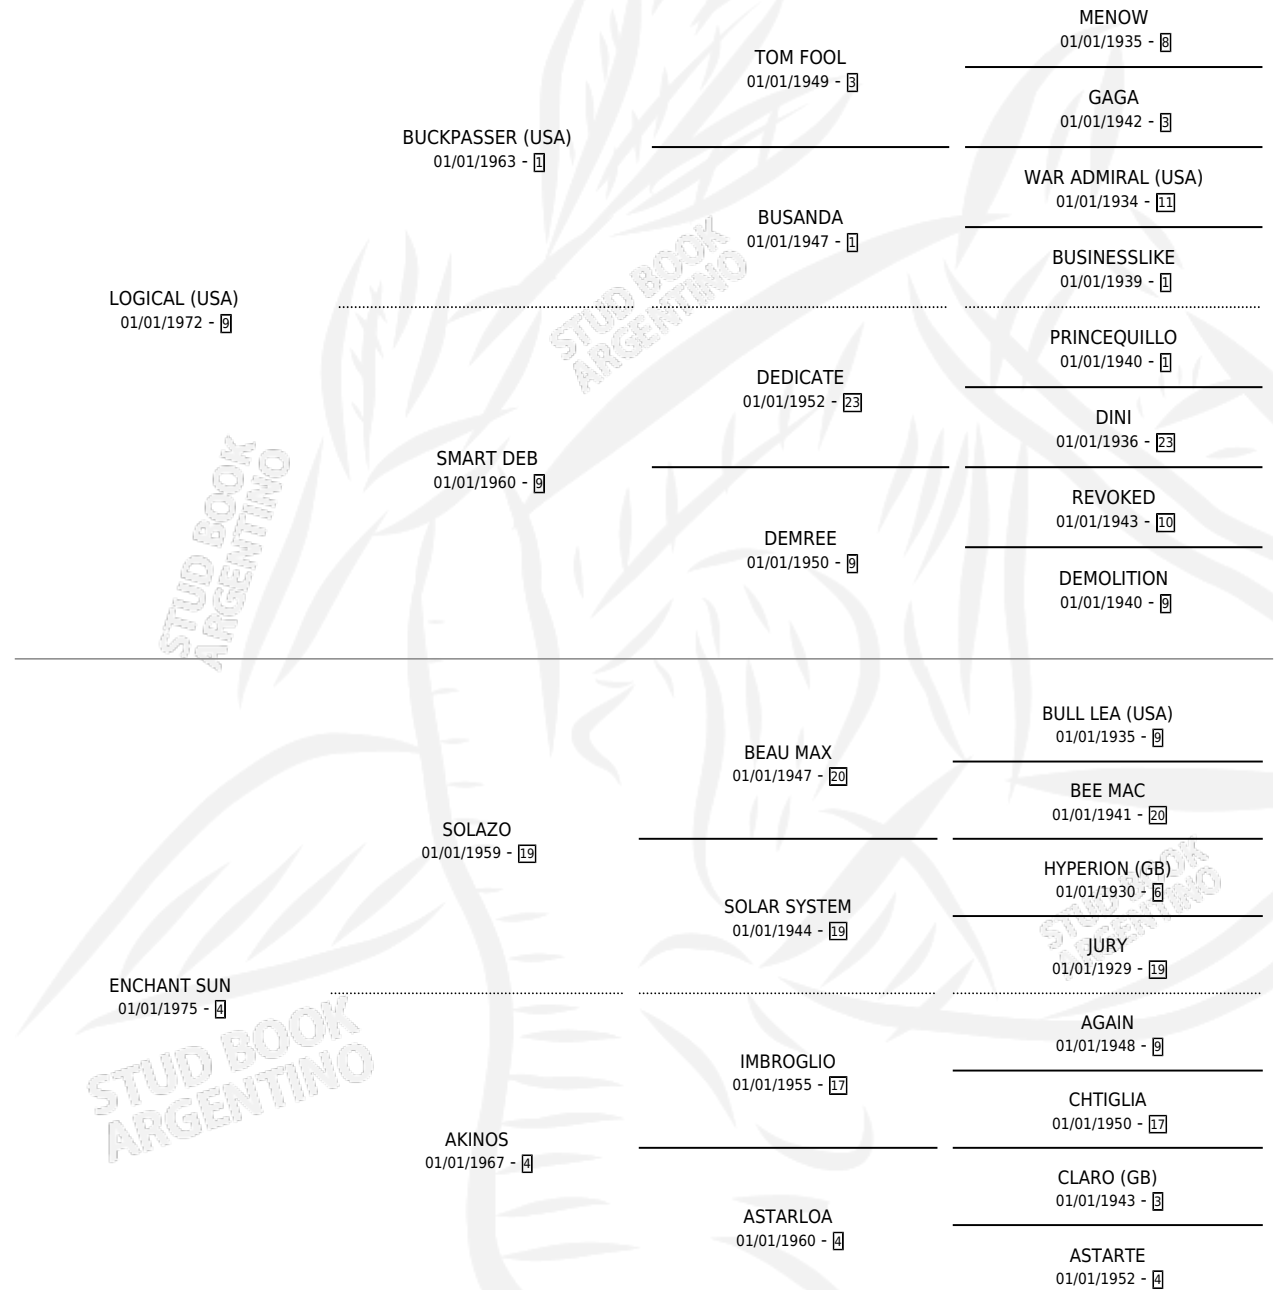 MENOW
01/01/1935 - 8
TOM FOOL
01/01/1949 - 3
GAGA
01/01/1942 - 3
BUCKPASSER (USA)
01/01/1963 - 1
WAR ADMIRAL (USA)
01/01/1934 - 11
BUSANDA
01/01/1947 - 1
BUSINESSLIKE
01/01/1939 - 1
LOGICAL (USA)
01/01/1972 - 9
PRINCEQUILLO
01/01/1940 - 1
DEDICATE
01/01/1952 - 23
DINI
01/01/1936 - 23
SMART DEB
01/01/1960 - 9
REVOKED
01/01/1943 - 10
DEMREE
01/01/1950 - 9
DEMOLITION
01/01/1940 - 9
BULL LEA (USA)
01/01/1935 - 9
BEAU MAX
01/01/1947 - 20
BEE MAC
01/01/1941 - 20
SOLAZO
01/01/1959 - 19
HYPERION (GB)
01/01/1930 - 6
SOLAR SYSTEM
01/01/1944 - 19
JURY
01/01/1929 - 19
ENCHANT SUN
01/01/1975 - 4
AGAIN
01/01/1948 - 9
IMBROGLIO
01/01/1955 - 17
CHTIGLIA
01/01/1950 - 17
AKINOS
01/01/1967 - 4
CLARO (GB)
01/01/1943 - 3
ASTARLOA
01/01/1960 - 4
ASTARTE
01/01/1952 - 4
STUD BOOK
ARGENTINO
STUD BOOK
ARGENTINO
STUD BOOK
ARGENTINO
STUD BOOK
ARGENTINO